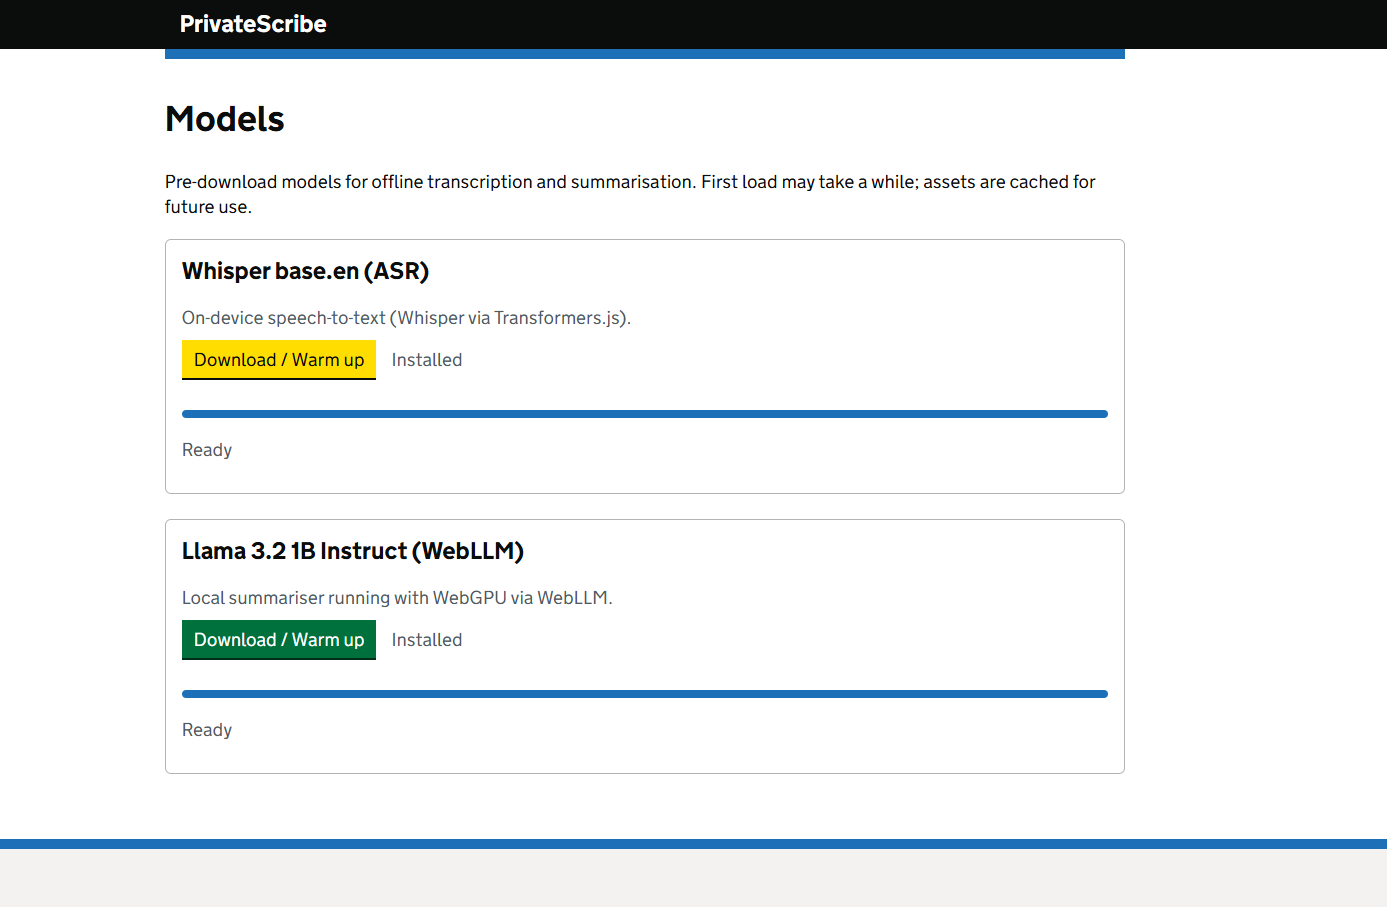 PrivateScribe
Models
Pre-download models for offline transcription and summarisation. First load may take a while; assets are cached for
future use.
Whisper base.en (ASR)
On-device speech-to-text (Whisper via Transformers.js).
Download / Warm up Installed
Ready
Llama 3.2 1B Instruct (WebLLM)
Local summariser running with WebGPU via WebLLM.
Download / Warm up Installed
Ready